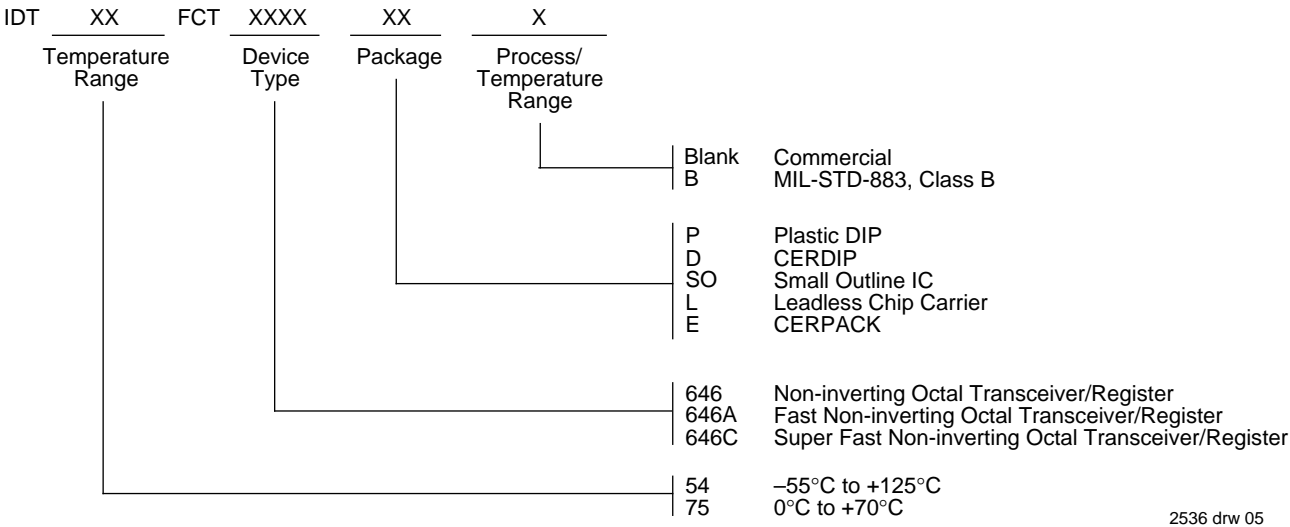 IDT XX FCT XXXX XX X
Temperature Range
Device Type
Package
Process/ Temperature Range
Blank Commercial
B MIL-STD-883, Class B
P Plastic DIP
D CERDIP
SO Small Outline IC
L Leadless Chip Carrier
E CERPACK
646 Non-inverting Octal Transceiver/Register
646A Fast Non-inverting Octal Transceiver/Register
646C Super Fast Non-inverting Octal Transceiver/Register
54 –55°C to +125°C
75 0°C to +70°C
2536 drw 05